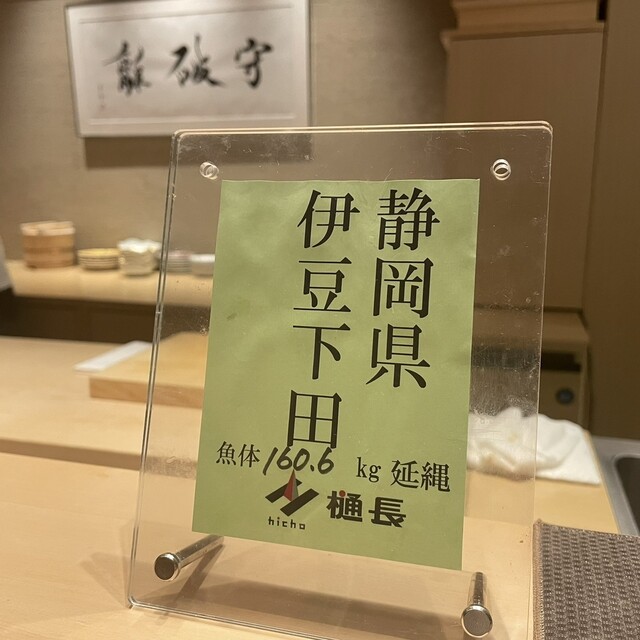 守破離
静岡県
伊豆下田
魚体160.6 kg 延縄
hicho 樋長